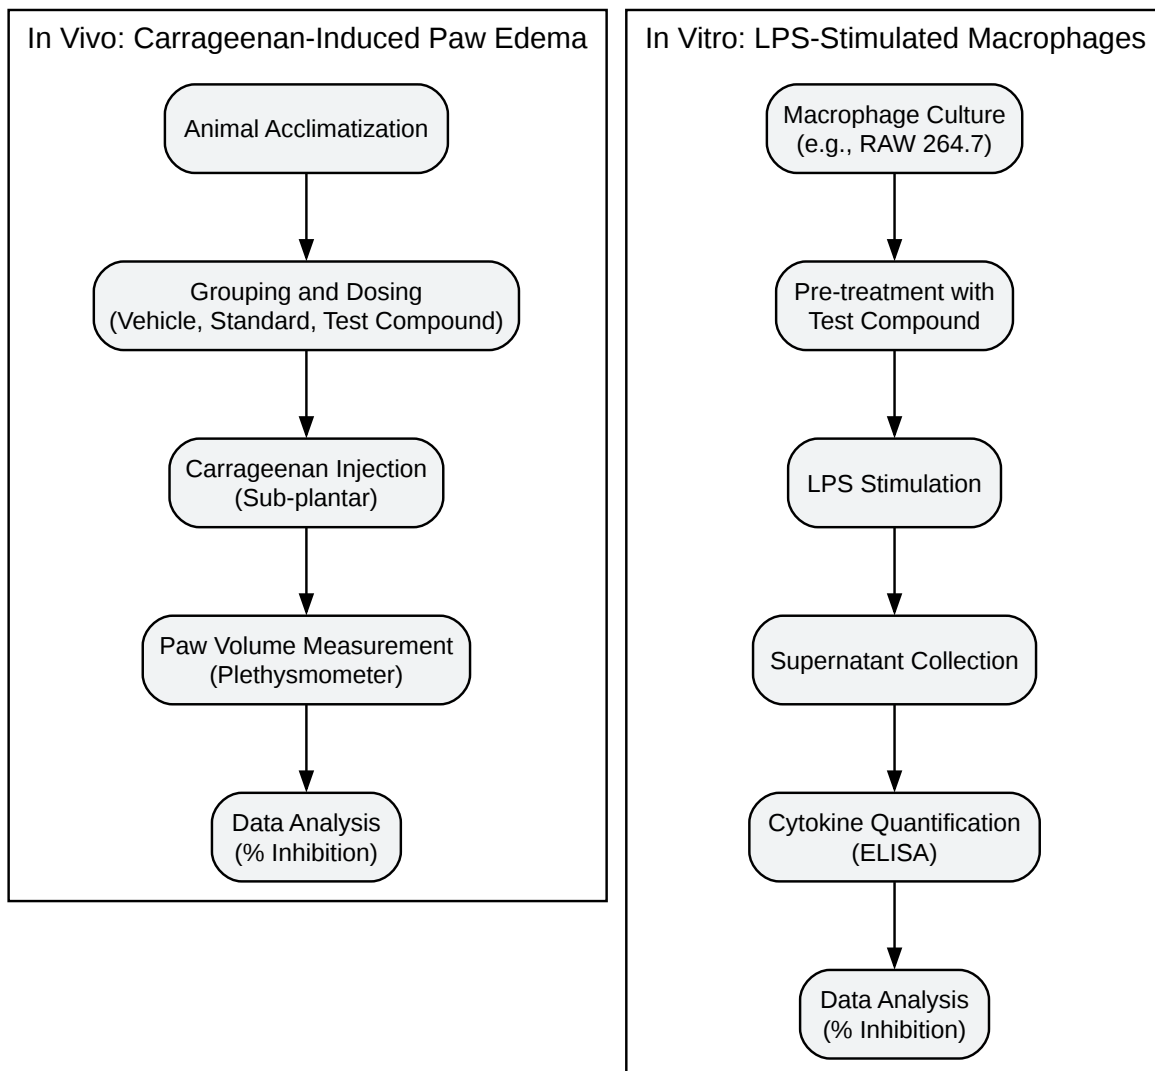 In Vivo: Carrageenan-Induced Paw Edema
Animal Acclimatization
Grouping and Dosing
(Vehicle, Standard, Test Compound)
Carrageenan Injection
(Sub-plantar)
Paw Volume Measurement
(Plethysmometer)
Data Analysis
(% Inhibition)
In Vitro: LPS-Stimulated Macrophages
Macrophage Culture
(e.g., RAW 264.7)
Pre-treatment with
Test Compound
LPS Stimulation
Supernatant Collection
Cytokine Quantification
(ELISA)
Data Analysis
(% Inhibition)